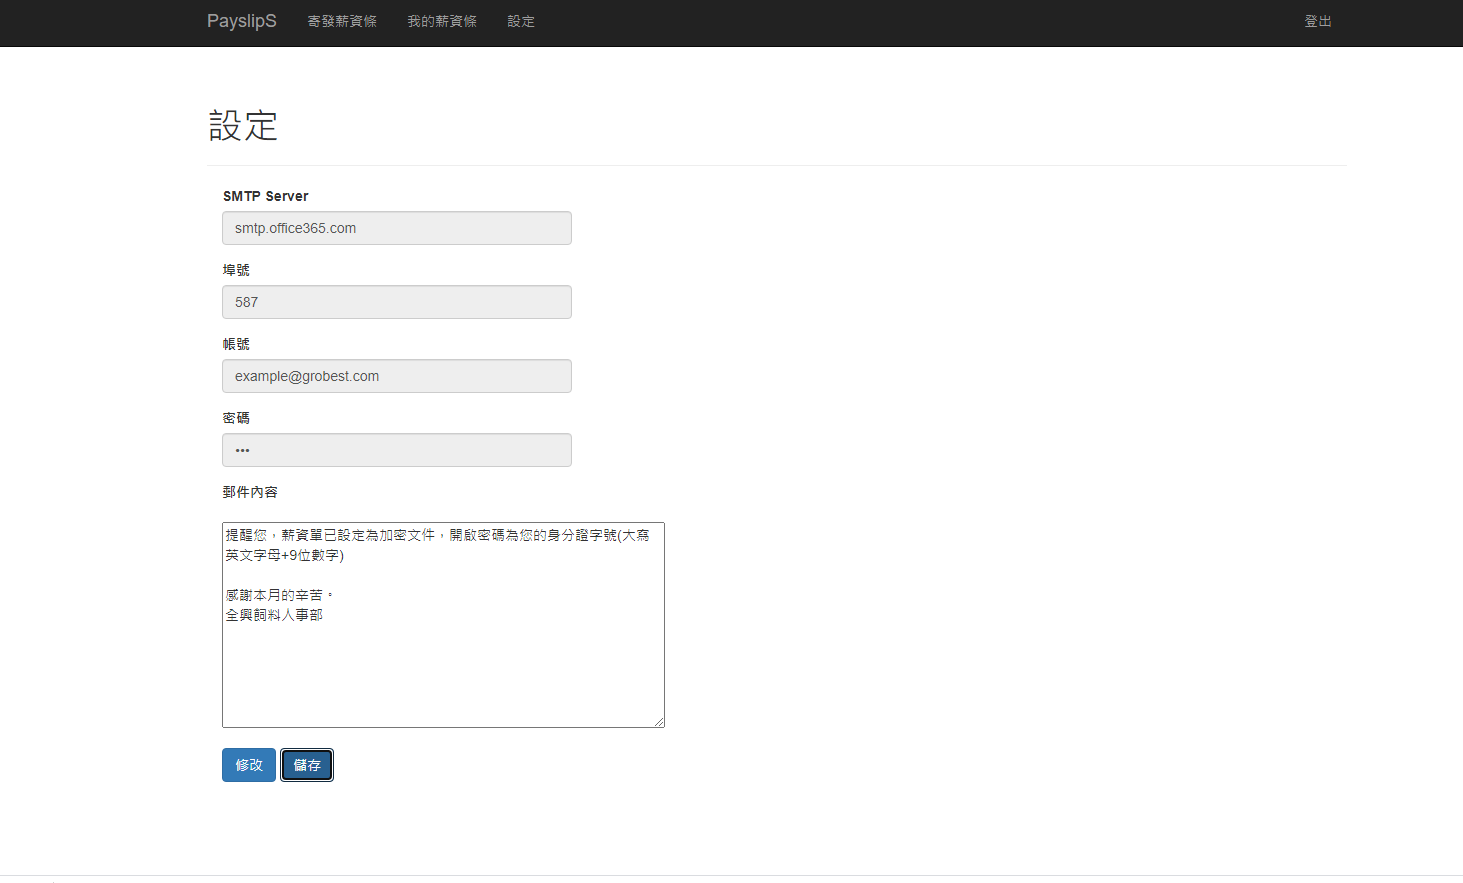 PayslipS 寄發薪資條 我的薪資條 設定 登出
設定
SMTP Server
smtp.office365.com
埠號
587
帳號
example@grobest.com
密碼
•••
郵件內容
提醒您，薪資單已設定為加密文件，開啟密碼為您的身分證字號(大寫
英文字母+9位數字)
感謝本月的辛苦。
全興飼料人事部
修改 儲存